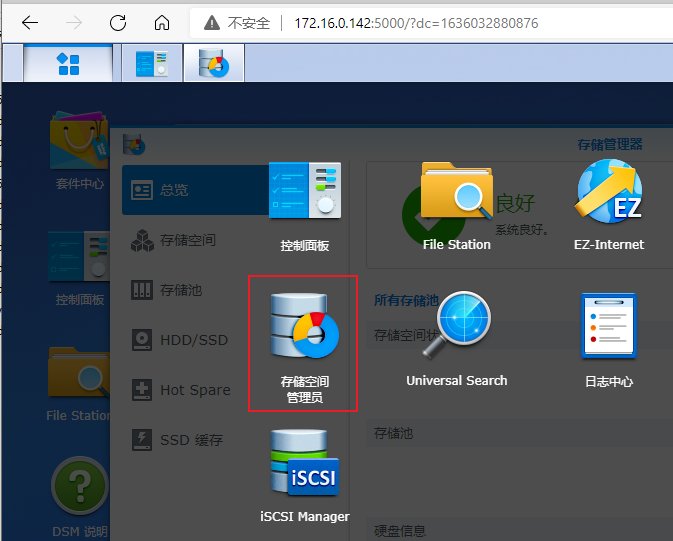 不安全 | 172.16.0.142:5000/?dc=1636032880876
套件中心
存储管理器
总览
良好
系统良好。
控制面板
File Station
EZ
EZ-Internet
存储空间
控制面板
存储池
所有存储池
存储空间状
HDD/SSD
存储空间
管理员
Universal Search
日志中心
File Station
Hot Spare
存储池
SSD 缓存
iSCSI
iSCSI Manager
DSM 说明
硬盘信息